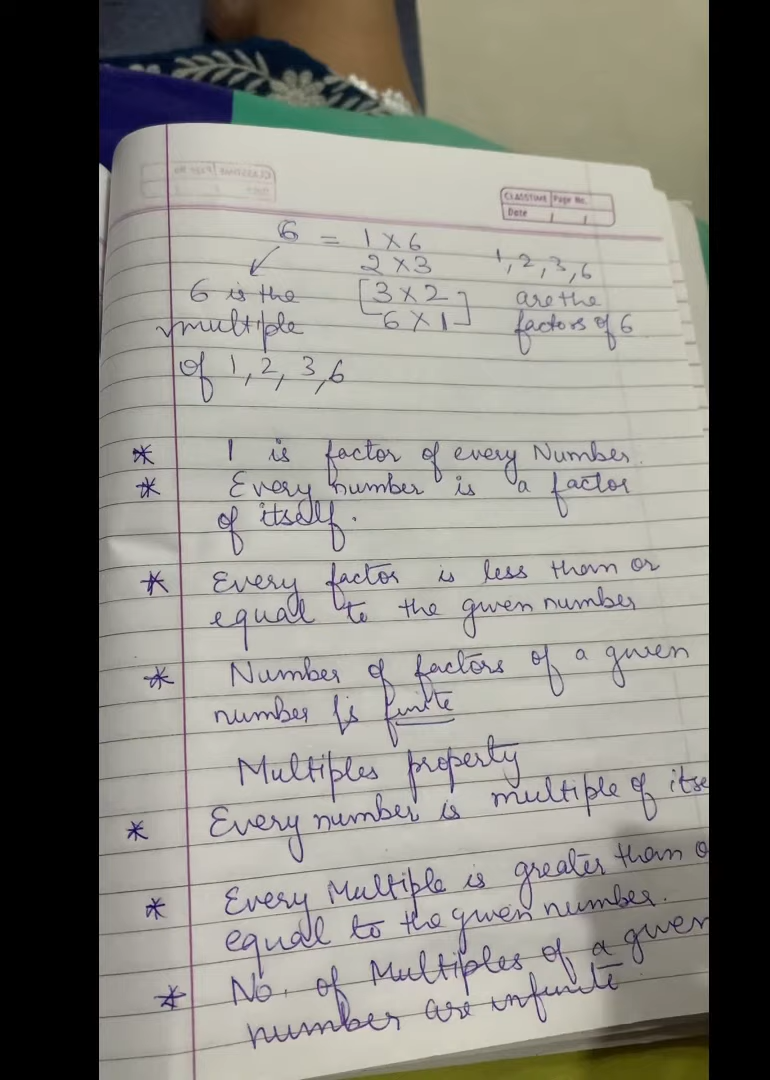 CLASSTIME Page No.
Date / /
6 = 1 × 6
2 × 3
[3 × 2
6 × 1]
1, 2, 3, 6
are the
factors of 6
6 is the
multiple
of 1, 2, 3, 6
* 1 is factor of every Number.
* Every number is a factor
of itself.
* Every factor is less than or
equal to the given number
* Number of factors of a given
number is finite
Multiples property
* Every number is multiple of itse
* Every Multiple is greater than o
equal to the given number.
* No. of Multiples of a given
number are infinite